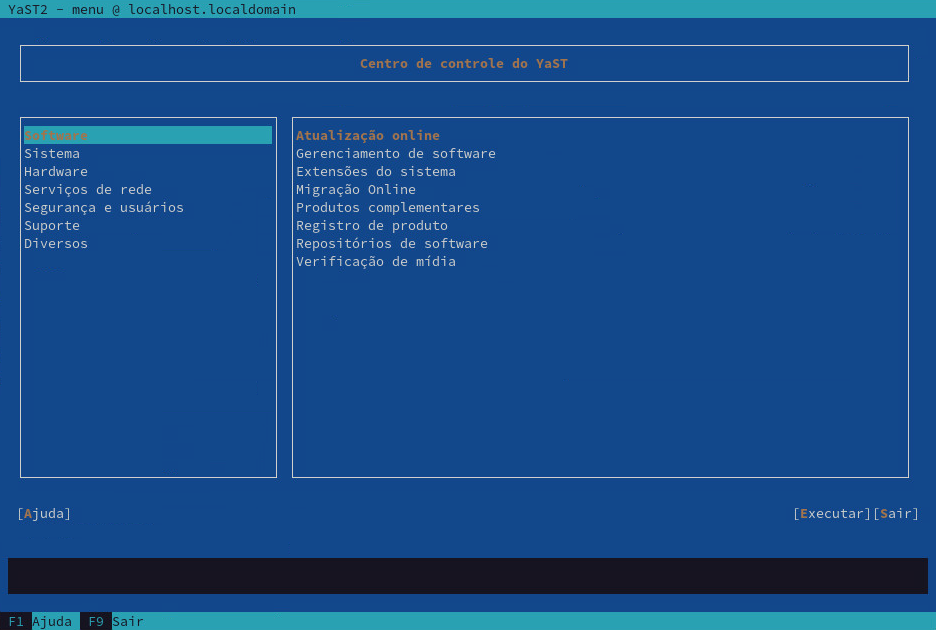 YaST2 - menu @ localhost.localdomain
Centro de controle do YaST
Software
Sistema
Hardware
Serviços de rede
Segurança e usuários
Suporte
Diversos
Atualização online
Gerenciamento de software
Extensões do sistema
Migração Online
Produtos complementares
Registro de produto
Repositórios de software
Verificação de mídia
[Ajuda] [Executar][Sair]
F1 Ajuda F9 Sair